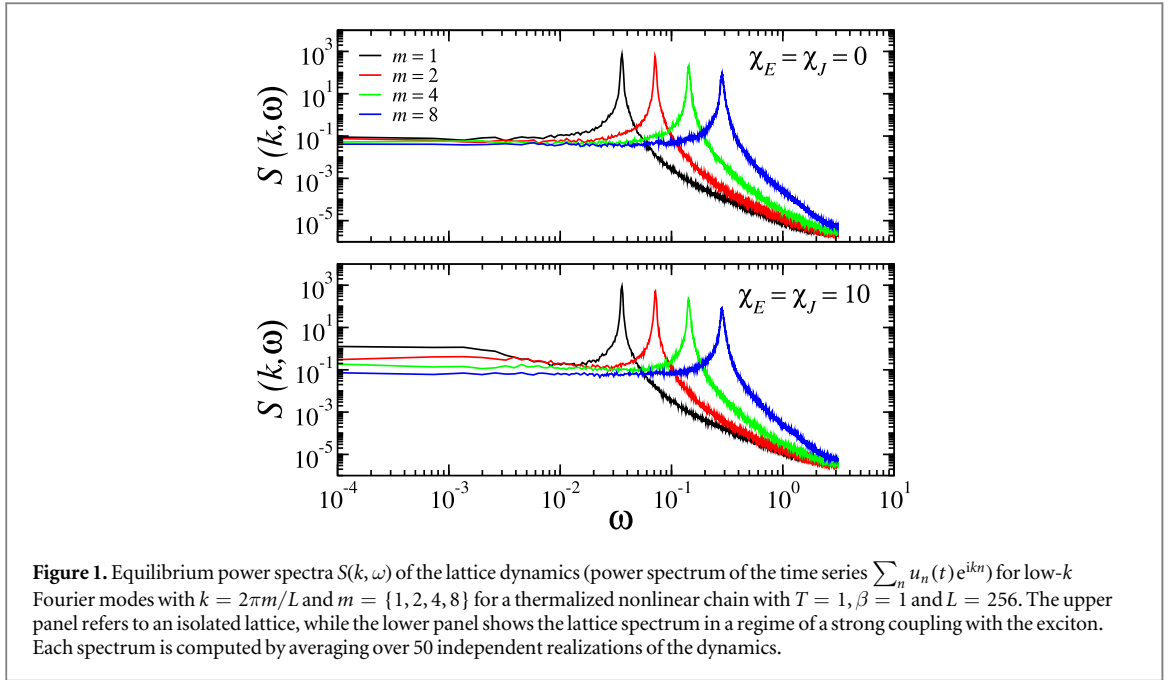 10^3
10^1
10^-1
10^-3
10^-5
S (k, ω)
m = 1
m = 2
m = 4
m = 8
χ_E = χ_J = 0
10^3
10^1
10^-1
10^-3
10^-5
S (k, ω)
χ_E = χ_J = 10
10^-4 10^-3 10^-2 10^-1 10^0 10^1
ω
Figure 1. Equilibrium power spectra S(k, ω) of the lattice dynamics (power spectrum of the time series ∑_n u_n(t)e^{ikn}) for low-k
Fourier modes with k = 2πm/L and m = {1, 2, 4, 8} for a thermalized nonlinear chain with T = 1, β = 1 and L = 256. The upper
panel refers to an isolated lattice, while the lower panel shows the lattice spectrum in a regime of a strong coupling with the exciton.
Each spectrum is computed by averaging over 50 independent realizations of the dynamics.